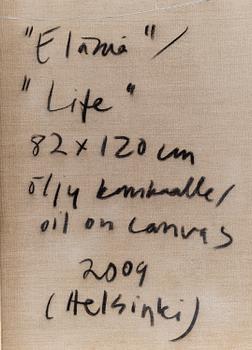 "Elämä"/
"Life"
82 x 120 cm
öljy kankaalle/
oil on canvas
2009
(Helsinki)